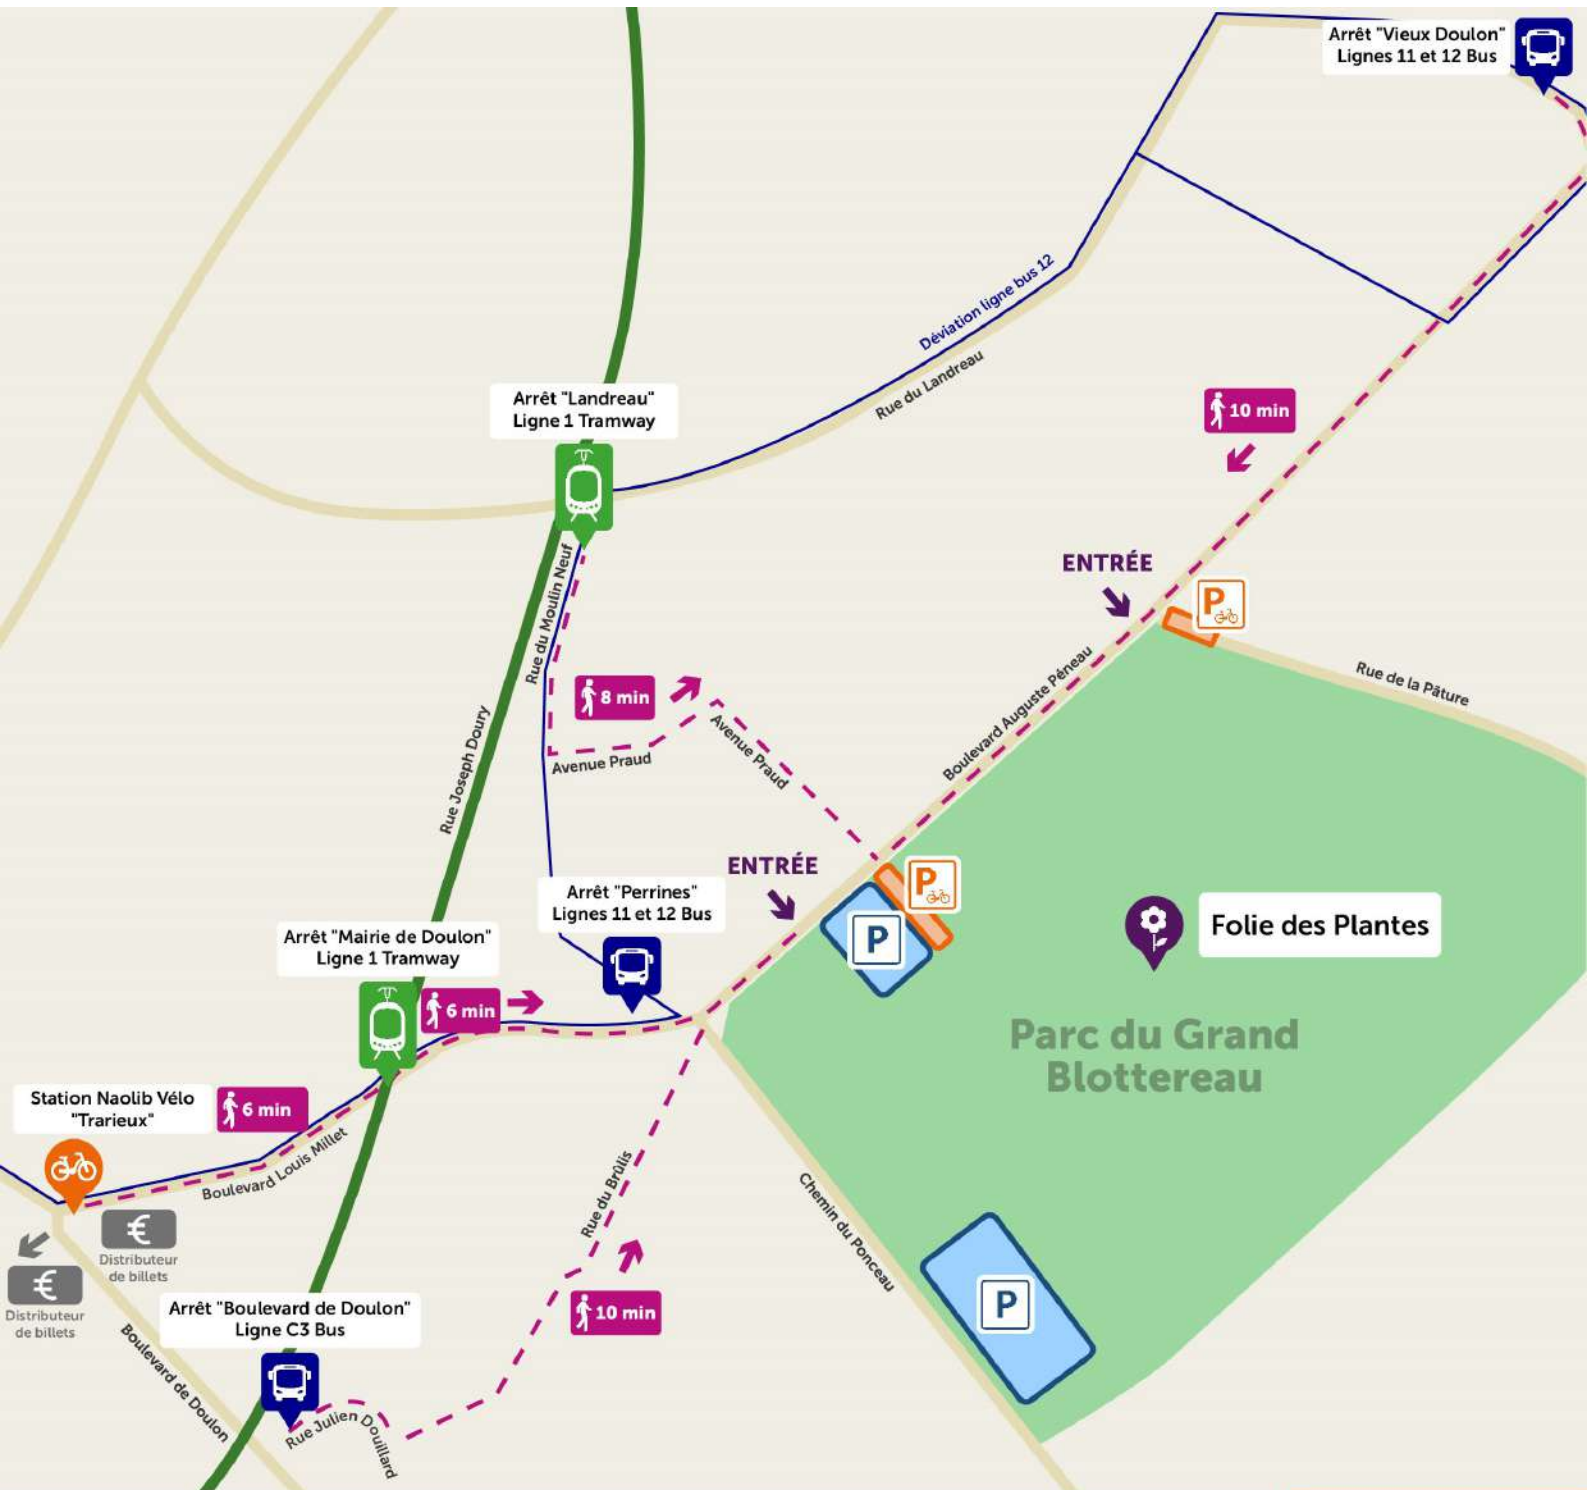 Arrêt "Vieux Doulon"
Lignes 11 et 12 Bus
Déviation ligne bus 12
Rue du Landreau
Arrêt "Landreau"
Ligne 1 Tramway
10 min
Rue du Moulin Neuf
ENTRÉE
P
Rue de la Pâture
Boulevard Auguste Péneau
8 min
Avenue Praud
Avenue Praud
Rue Joseph Doury
ENTRÉE
P
P
Arrêt "Perrines"
Lignes 11 et 12 Bus
Folie des Plantes
Arrêt "Mairie de Doulon"
Ligne 1 Tramway
6 min
Parc du Grand
Blottereau
Station Naolib Vélo
"Trarieux"
6 min
Boulevard Louis Millet
Rue du Brûlis
Chemin du Ponceau
€
Distributeur
de billets
€
Distributeur
de billets
Arrêt "Boulevard de Doulon"
Ligne C3 Bus
10 min
P
Boulevard de Doulon
Rue Julien Douillard